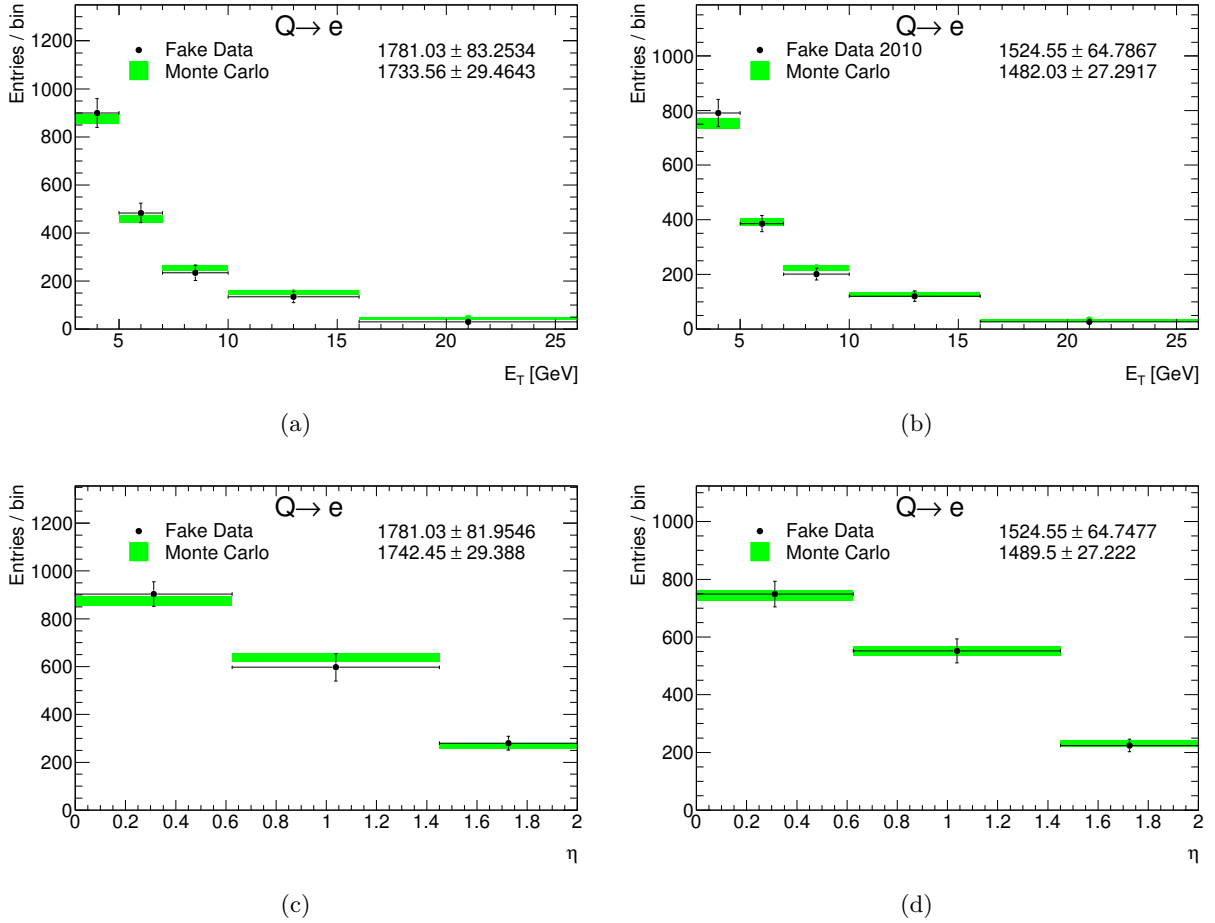 Entries / bin
Q→ e
Fake Data 1781.03 ± 83.2534
Monte Carlo 1733.56 ± 29.4643
1200
1000
800
600
400
200
0
5 10 15 20 25
E_T [GeV]
(a)
Entries / bin
Q→ e
Fake Data 2010 1524.55 ± 64.7867
Monte Carlo 1482.03 ± 27.2917
1000
800
600
400
200
0
5 10 15 20 25
E_T [GeV]
(b)
Entries / bin
Q→ e
Fake Data 1781.03 ± 81.9546
Monte Carlo 1742.45 ± 29.388
1200
1000
800
600
400
200
0
0 0.2 0.4 0.6 0.8 1 1.2 1.4 1.6 1.8 2
η
(c)
Entries / bin
Q→ e
Fake Data 1524.55 ± 64.7477
Monte Carlo 1489.5 ± 27.222
1000
800
600
400
200
0
0 0.2 0.4 0.6 0.8 1 1.2 1.4 1.6 1.8 2
η
(d)